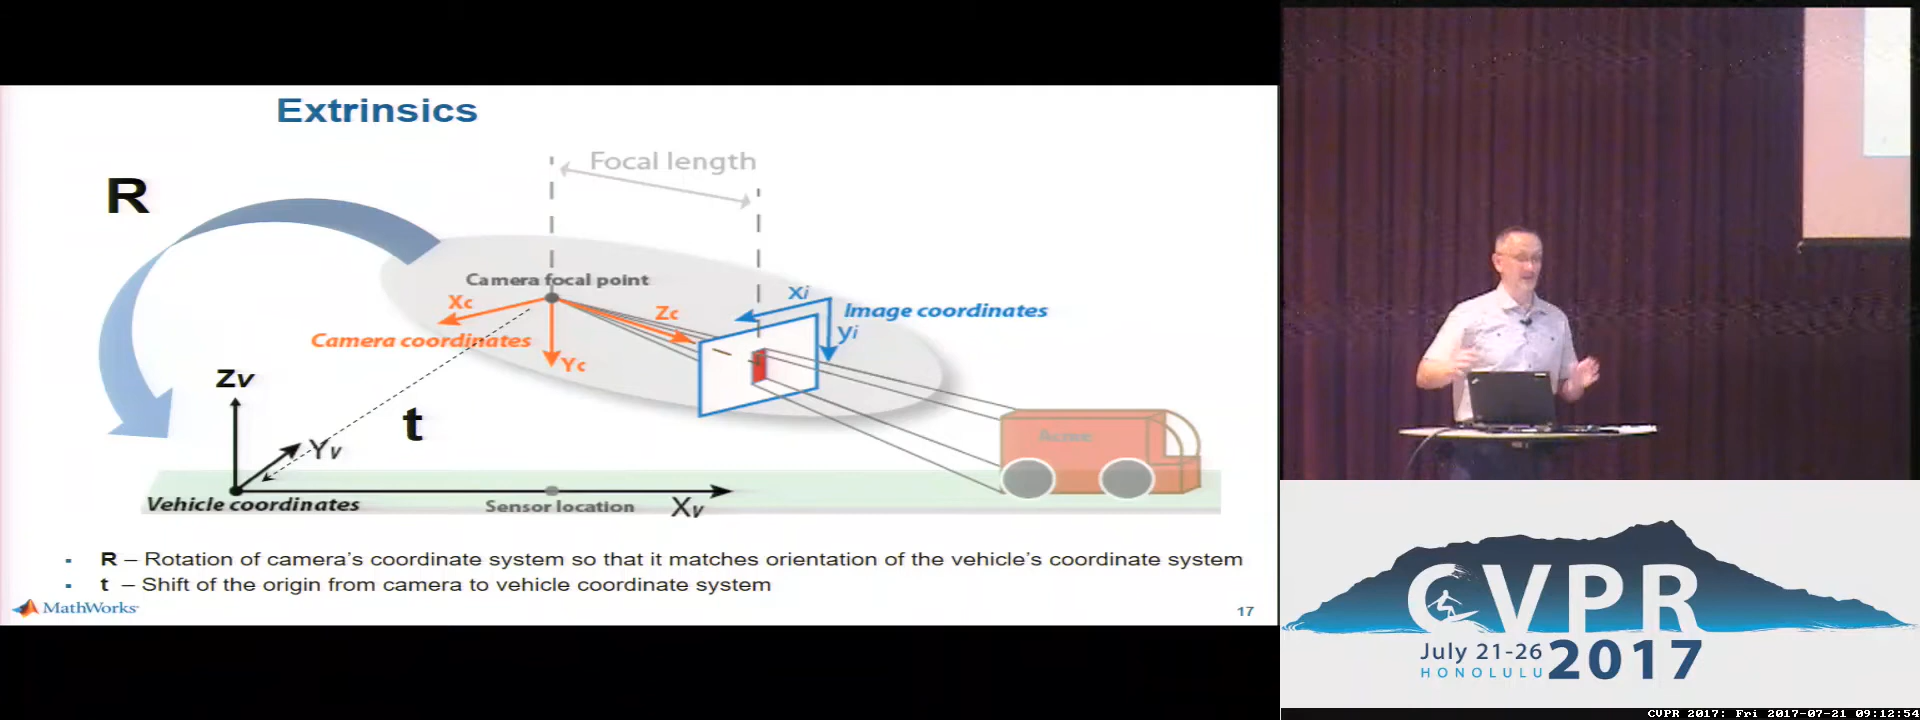 Extrinsics
R
Focal length
Camera focal point
Xc
Zc
Xi
Image coordinates
yi
Camera coordinates
Yc
Zv
t
Yv
Acme
Vehicle coordinates
Sensor location
Xv
▪ R – Rotation of camera's coordinate system so that it matches orientation of the vehicle's coordinate system
▪ t – Shift of the origin from camera to vehicle coordinate system
MathWorks
17
CVPR
July 21-26
HONOLULU
2017
CVPR 2017: Fri 2017-07-21 09:12:54